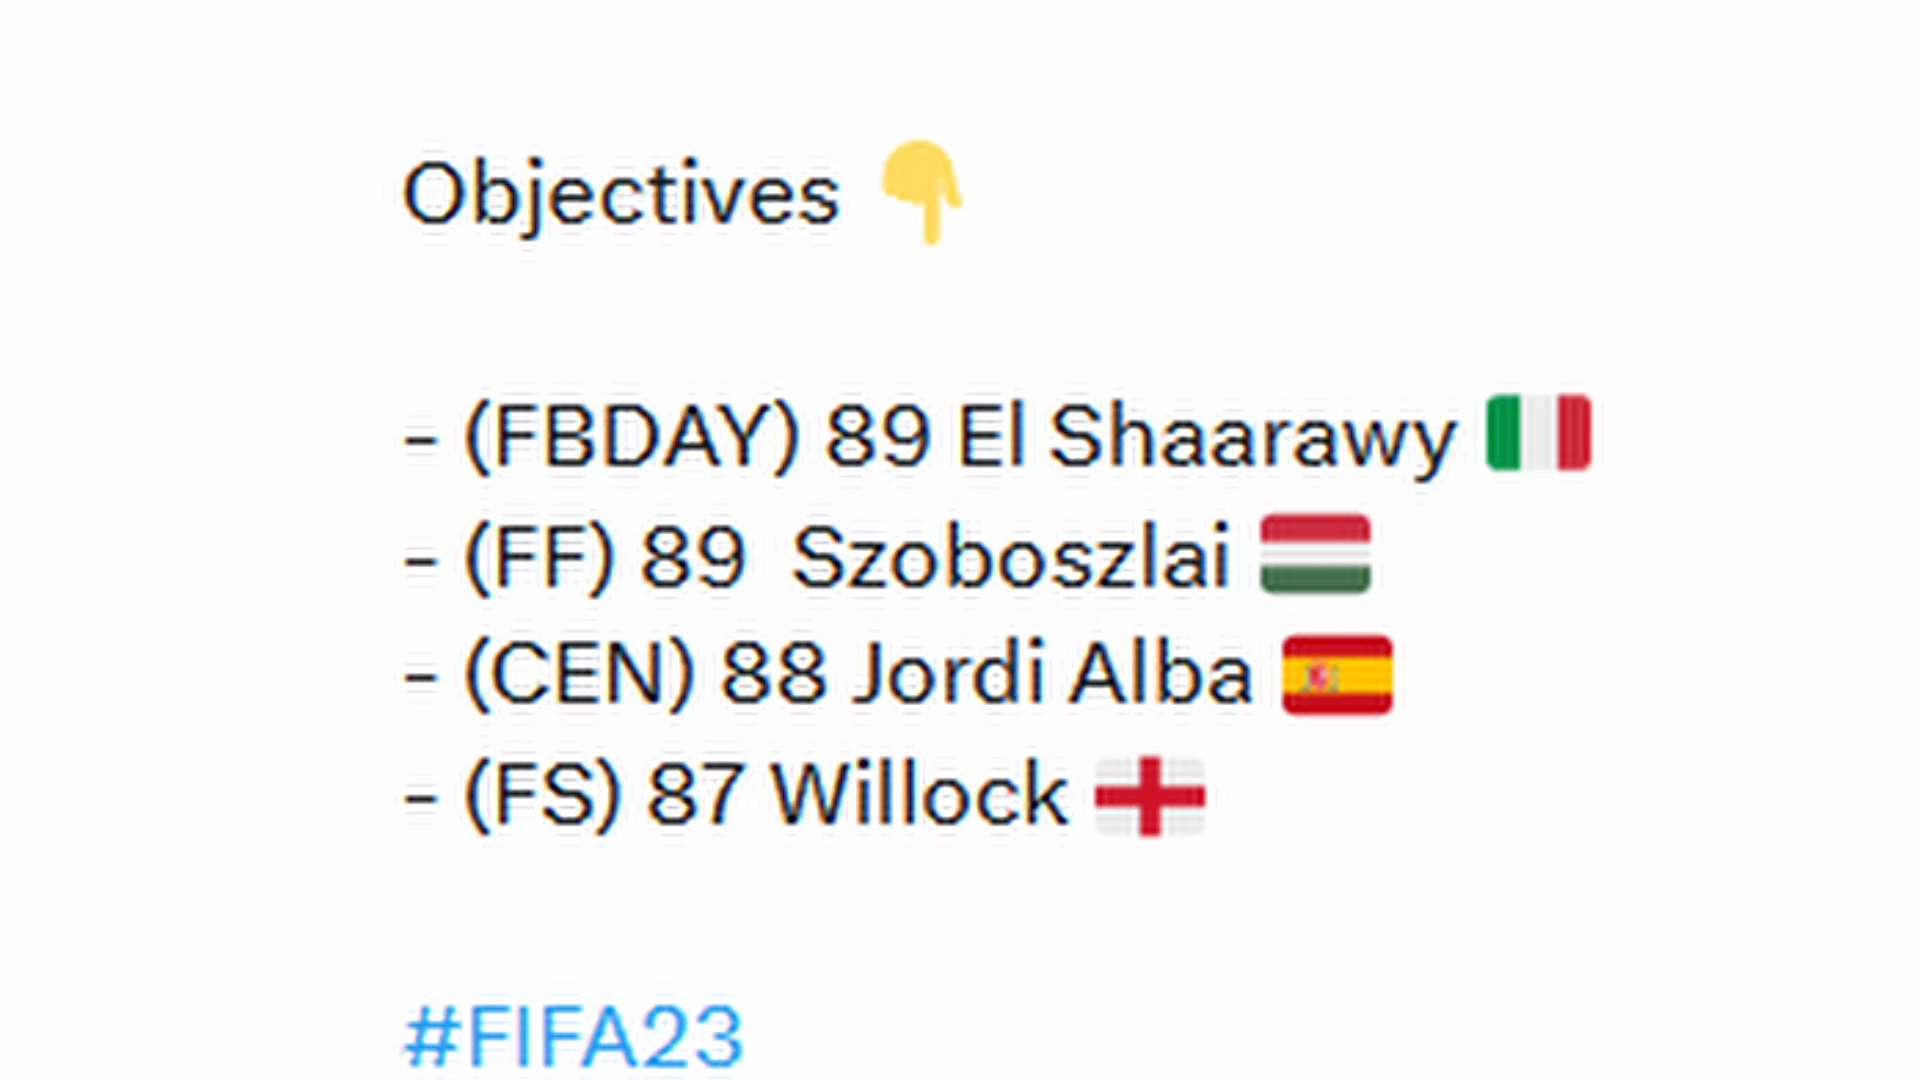 Objectives 👇
- (FBDAY) 89 El Shaarawy 🇮🇹
- (FF) 89  Szoboszlai 🇭🇺
- (CEN) 88 Jordi Alba 🇪🇸
- (FS) 87 Willock 🏴󠁧󠁢󠁥󠁮󠁧󠁿
#FIFA23